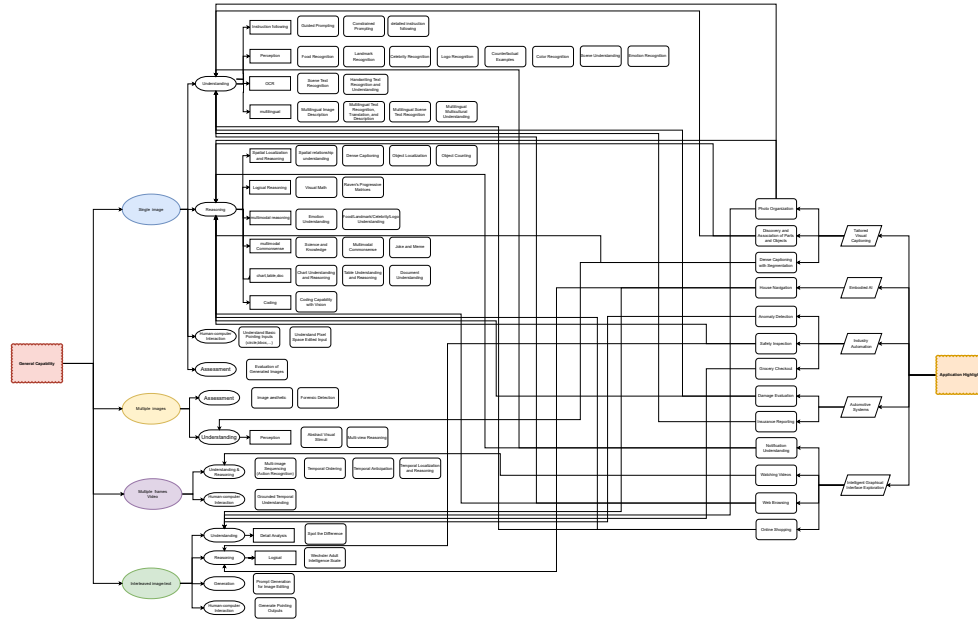 General Capability
Single image
Understanding
Instruction following
Guided Prompting
Constrained
Prompting
detailed instruction
following
Perception
Food Recognition
Landmark
Recognition
Celebrity Recognition
Logo Recognition
Counterfactual
Examples
Color Recognition
Scene Understanding
Emotion Recognition
OCR
Scene Text
Recognition
Handwriting Text
Recognition and
Understanding
multilingual
Multilingual Image
Description
Multilingual Text
Recognition,
Translation, and
Description
Multilingual Scene
Text Recognition
Multilingual
Multicultural
Understanding
Reasoning
Spatial Localization
and Reasoning
Spatial relationship
understanding
Dense Captioning
Object Localization
Object Counting
Logical Reasoning
Visual Math
Raven's Progressive
Matrices
multimodal reasoning
Emotion
Understanding
Food/Landmark/Celebrity/Logo
Understanding
multimodal
Commonsense
Science and
Knowledge
Multimodal
Commonsense
Joke and Meme
chart,table,doc
Chart Understanding
and Reasoning
Table Understanding
and Reasoning
Document
Understanding
Coding
Coding Capability
with Vision
Human-computer
Interaction
Understand Basic
Pointing Inputs
(circle/box,...)
Understand Pixel
Space Edited Input
Assessment
Evaluation of
Generated Images
Multiple images
Assessment
Image aesthetic
Forensic Detection
Understanding
Perception
Abstract Visual
Stimuli
Multi-view Reasoning
Multiple frames
Video
Understanding &
Reasoning
Multi-image
Sequencing
(Action Recognition)
Temporal Ordering
Temporal Anticipation
Temporal Localization
and Reasoning
Human-computer
Interaction
Grounded Temporal
Understanding
Interleaved image-text
Understanding
Detail Analysis
Spot the Difference
Reasoning
Logical
Wechsler Adult
Intelligence Scale
Generation
Prompt Generation
for Image Editing
Human-computer
Interaction
Generate Pointing
Outputs
Photo Organization
Discovery and
Association of Parts
and Objects
Dense Captioning
with Segmentation
House Navigation
Anomaly Detection
Safety Inspection
Grocery Checkout
Damage Evaluation
Insurance Reporting
Notification
Understanding
Watching Videos
Web Browsing
Online Shopping
Tailored
Visual
Captioning
Embodied AI
Industry
Automation
Automotive
Systems
Intelligent Graphical
Interface Exploration
Application Highlight